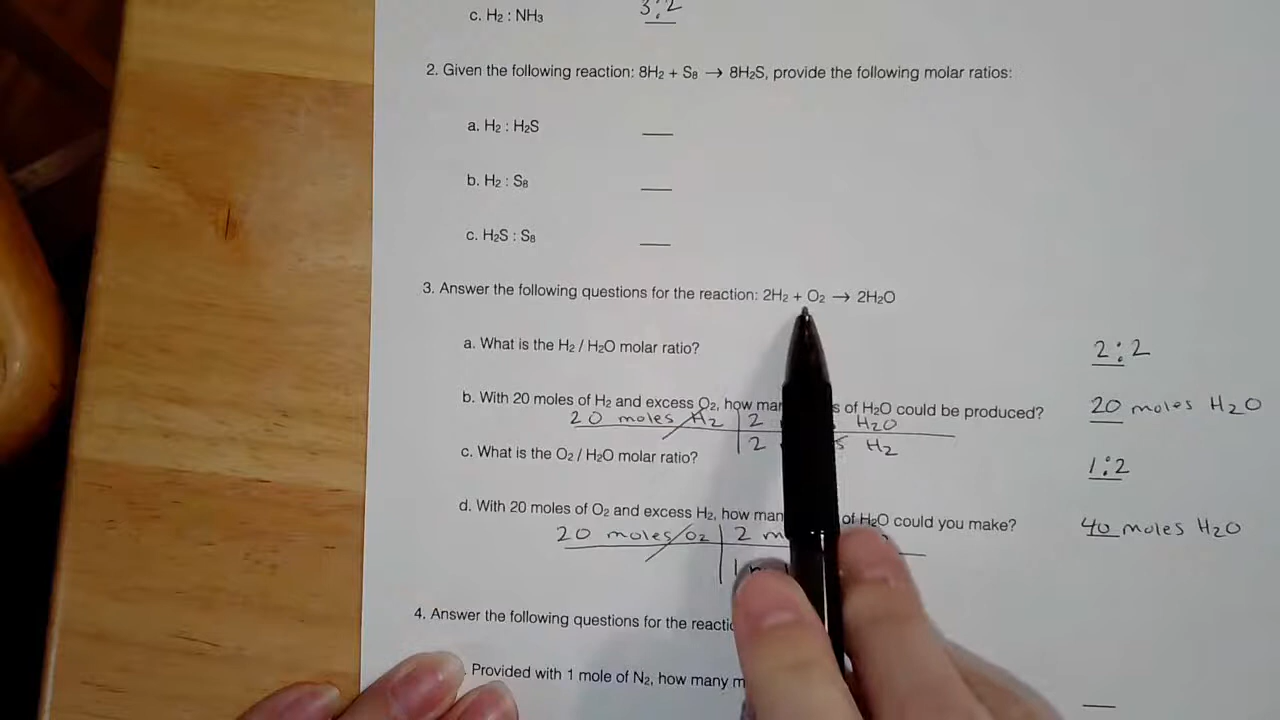 c. H₂ : NH₃ 3:2
2. Given the following reaction: 8H₂ + S₈ → 8H₂S, provide the following molar ratios:
a. H₂ : H₂S __
b. H₂ : S₈ __
c. H₂S : S₈ __
3. Answer the following questions for the reaction: 2H₂ + O₂ → 2H₂O
a. What is the H₂ / H₂O molar ratio? 2:2
b. With 20 moles of H₂ and excess O₂, how of H₂O could be produced? 20 moles H₂O
20 moles H₂ | 2 H₂O
2 H₂
c. What is the O₂ / H₂O molar ratio? 1:2
d. With 20 moles of O₂ and excess H₂, how of H₂O could you make? 40 moles H₂O
20 moles O₂ | 2
1
4. Answer the following questions for the
Provided with 1 mole of N₂, how many __